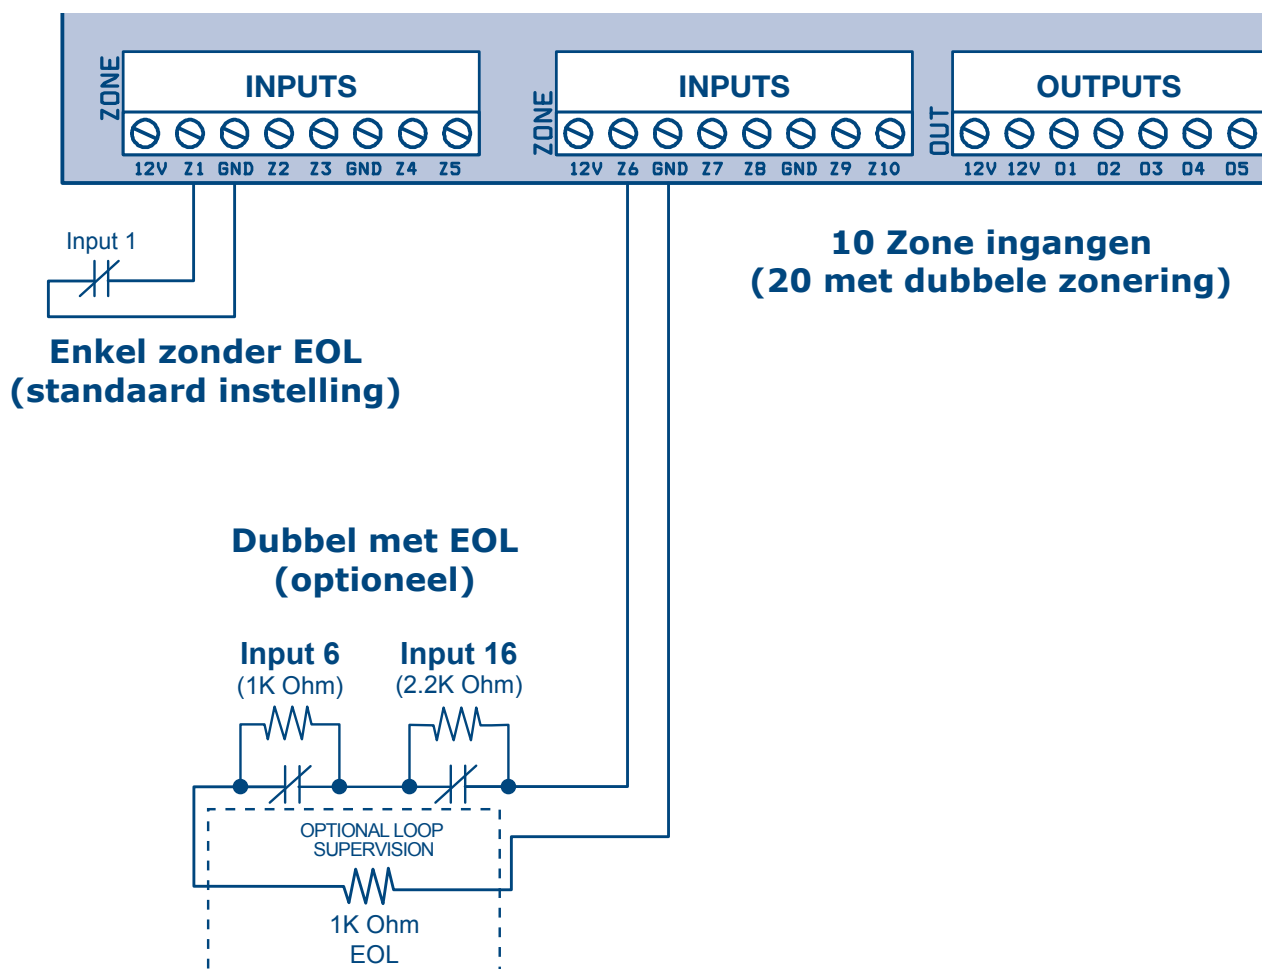 ZONE
INPUTS
12V Z1 GND Z2 Z3 GND Z4 Z5
ZONE
INPUTS
12V Z6 GND Z7 Z8 GND Z9 Z10
OUT
OUTPUTS
12V 12V O1 O2 O3 O4 O5
Input 1
Enkel zonder EOL
(standaard instelling)
10 Zone ingangen
(20 met dubbele zonering)
Dubbel met EOL
(optioneel)
Input 6
(1K Ohm)
Input 16
(2.2K Ohm)
OPTIONAL LOOP
SUPERVISION
1K Ohm
EOL